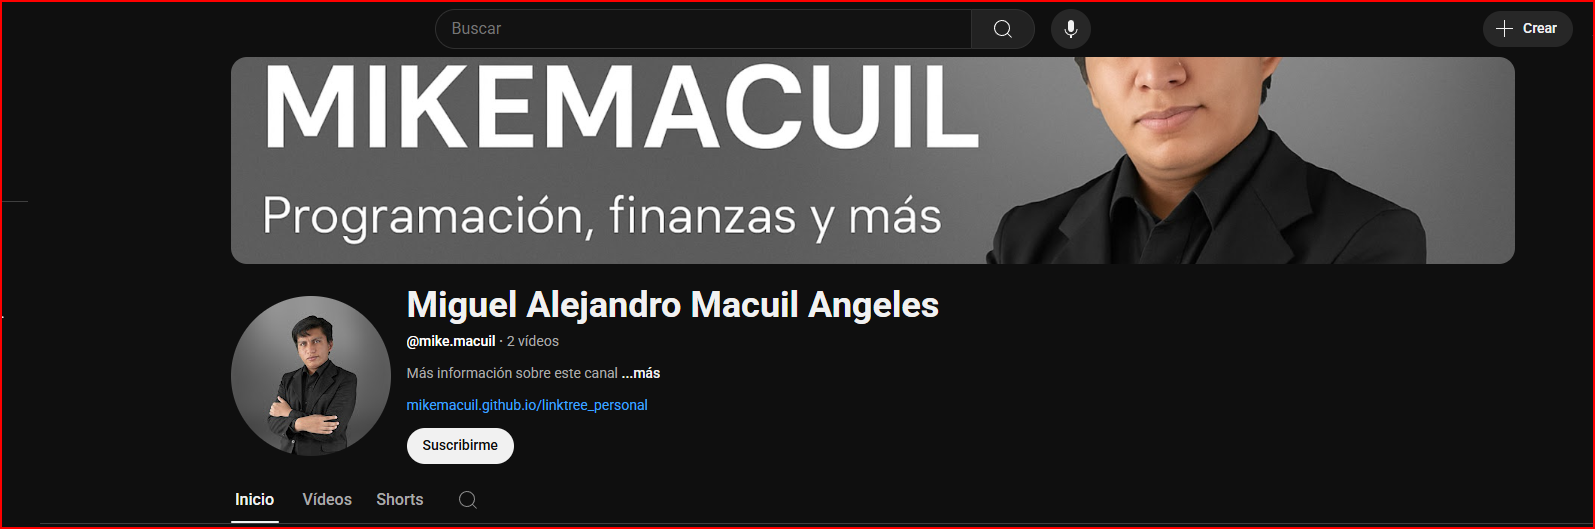 Buscar
Crear
MIKEMACUIL
Programación, finanzas y más
Miguel Alejandro Macuil Angeles
@mike.macuil · 2 vídeos
Más información sobre este canal ...más
mikemacuil.github.io/linktree_personal
Suscribirme
Inicio Vídeos Shorts